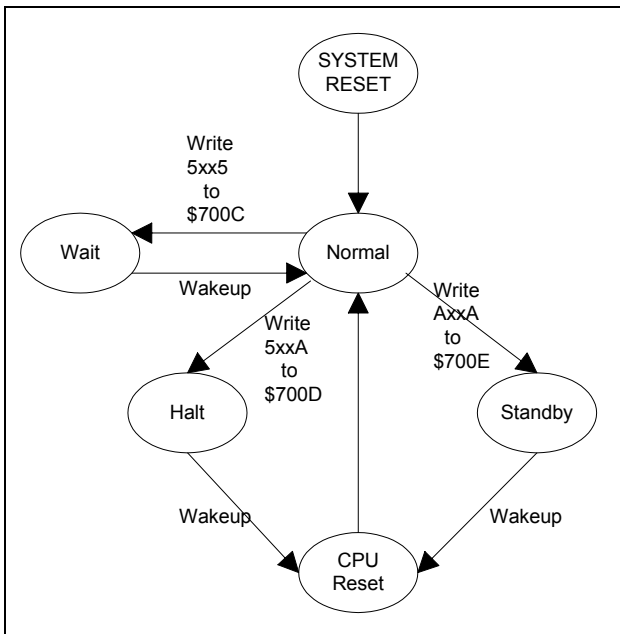 SYSTEM
RESET
Write
5xx5
to
$700C
Wait
Normal
Wakeup
Write
AxxA
to
$700E
Write
5xxA
to
$700D
Halt
Standby
Wakeup
Wakeup
CPU
Reset